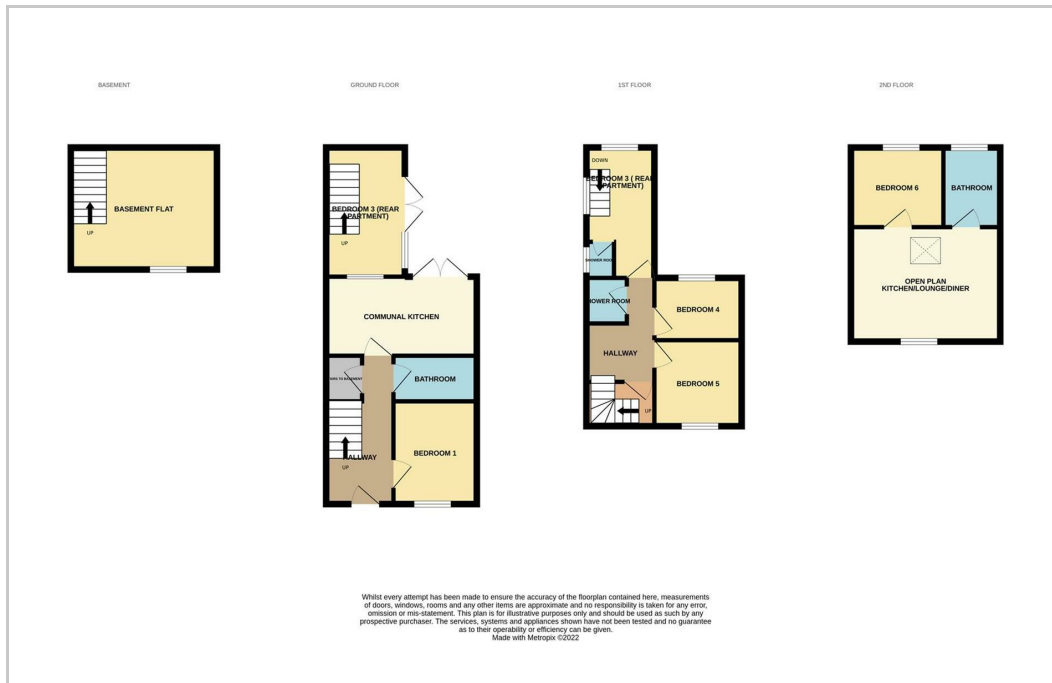 BASEMENT
BASEMENT FLAT
UP
GROUND FLOOR
BEDROOM 3 (REAR
APARTMENT)
UP
COMMUNAL KITCHEN
TO BASEMENT
BATHROOM
BEDROOM 1
HALLWAY
UP
1ST FLOOR
DOWN
BEDROOM 3 ( REAR
APARTMENT)
SHOWER ROOM
SHOWER ROOM
BEDROOM 4
HALLWAY
BEDROOM 5
UP
2ND FLOOR
BEDROOM 6
BATHROOM
OPEN PLAN
KITCHEN/LOUNGE/DINER
Whilst every attempt has been made to ensure the accuracy of the floorplan contained here, measurements
of doors, windows, rooms and any other items are approximate and no responsibility is taken for any error,
omission or mis-statement. This plan is for illustrative purposes only and should be used as such by any
prospective purchaser. The services, systems and appliances shown have not been tested and no guarantee
as to their operability or efficiency can be given.
Made with Metropix ©2022